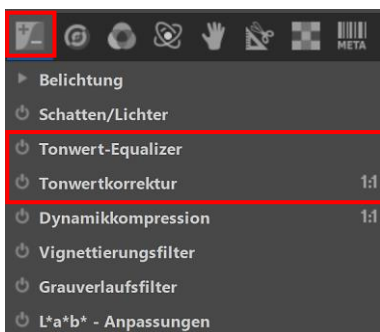 META
Belichtung
Schatten/Lichter
Tonwert-Equalizer
Tonwertkorrektur 1:1
Dynamikkompression 1:1
Vignettierungsfilter
Grauverlaufsfilter
L*a*b* - Anpassungen